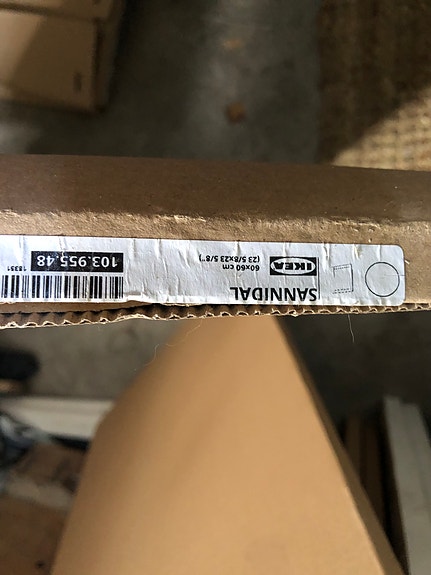 SANNIDAL
IKEA
60x60 cm
(23 5/8x23 5/8")
103.955.48
18351